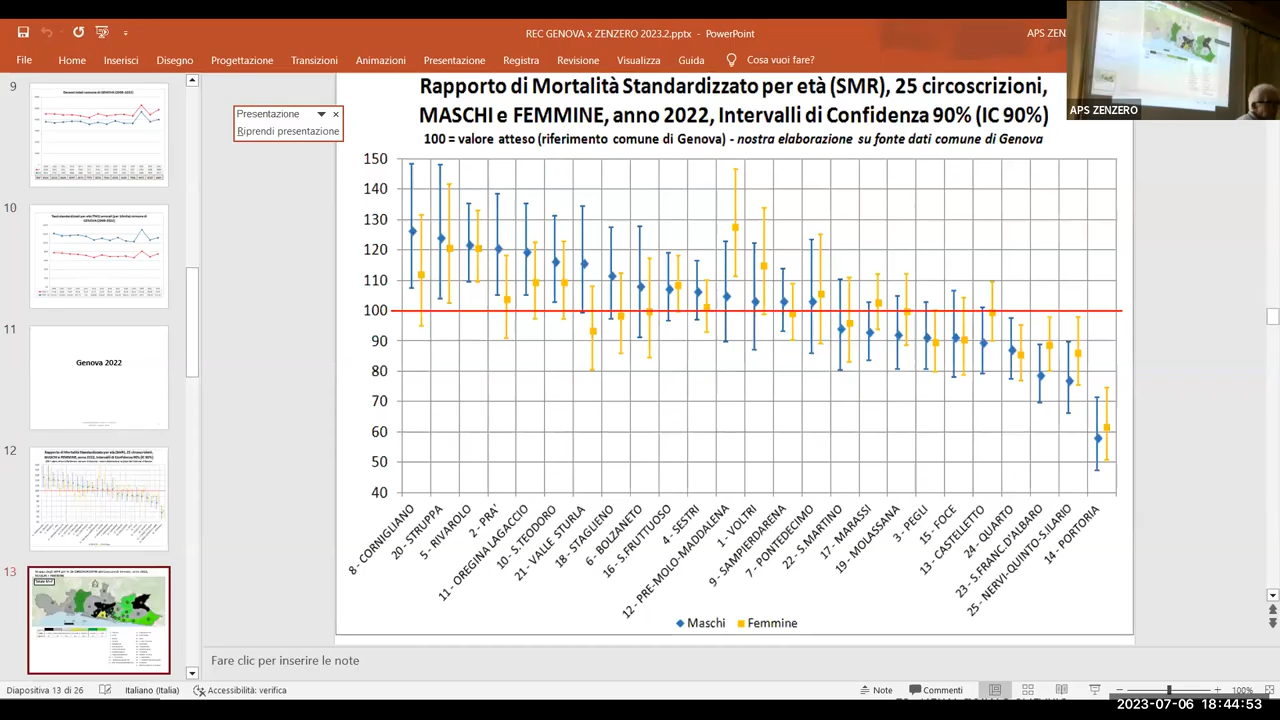 REC GENOVA x ZENZERO 2023.2.pptx - PowerPoint
APS ZEN
File Home Inserisci Disegno Progettazione Transizioni Animazioni Presentazione Registra Revisione Visualizza Guida Cosa vuoi fare?
APS ZENZERO
Presentazione
Riprendi presentazione
9
10
11
Genova 2022
12
13
Rapporto di Mortalità Standardizzato per età (SMR), 25 circoscrizioni,
MASCHI e FEMMINE, anno 2022, Intervalli di Confidenza 90% (IC 90%)
100 = valore atteso (riferimento comune di Genova) - nostra elaborazione su fonte dati comune di Genova
150
140
130
120
110
100
90
80
70
60
50
40
8 - CORNIGLIANO
20 - STRUPPA
5 - RIVAROLO
2 - PRA'
11 - OREGINA LAGACCIO
10 - S.TEODORO
21 - VALLE STURLA
18 - STAGLIENO
6 - BOLZANETO
16 - S.FRUTTUOSO
4 - SESTRI
12 - PRE-MOLO-MADDALENA
1 - VOLTRI
9 - SAMPIERDARENA
7 - PONTEDECIMO
22 - S.MARTINO
17 - MARASSI
19 - MOLASSANA
3 - PEGLI
15 - FOCE
13 - CASTELLETTO
24 - QUARTO
23 - S.FRANC.D'ALBARO
25 - NERVI-QUINTO-S.ILARIO
14 - PORTORIA
Maschi Femmine
Fare clic per inserire le note
Diapositiva 13 di 26 Italiano (Italia) Accessibilità: verifica Note Commenti 100%
2023-07-06 18:44:53